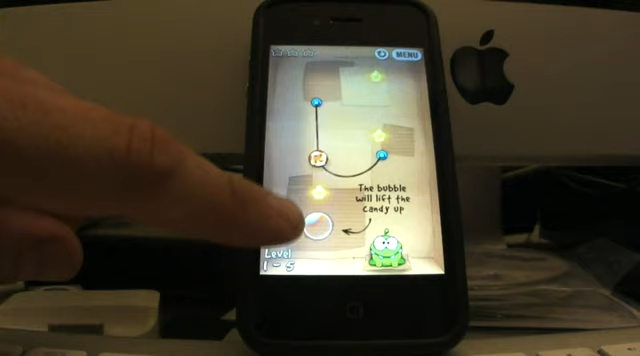 MENU
The bubble
will lift the
candy up
Level
1 - 5